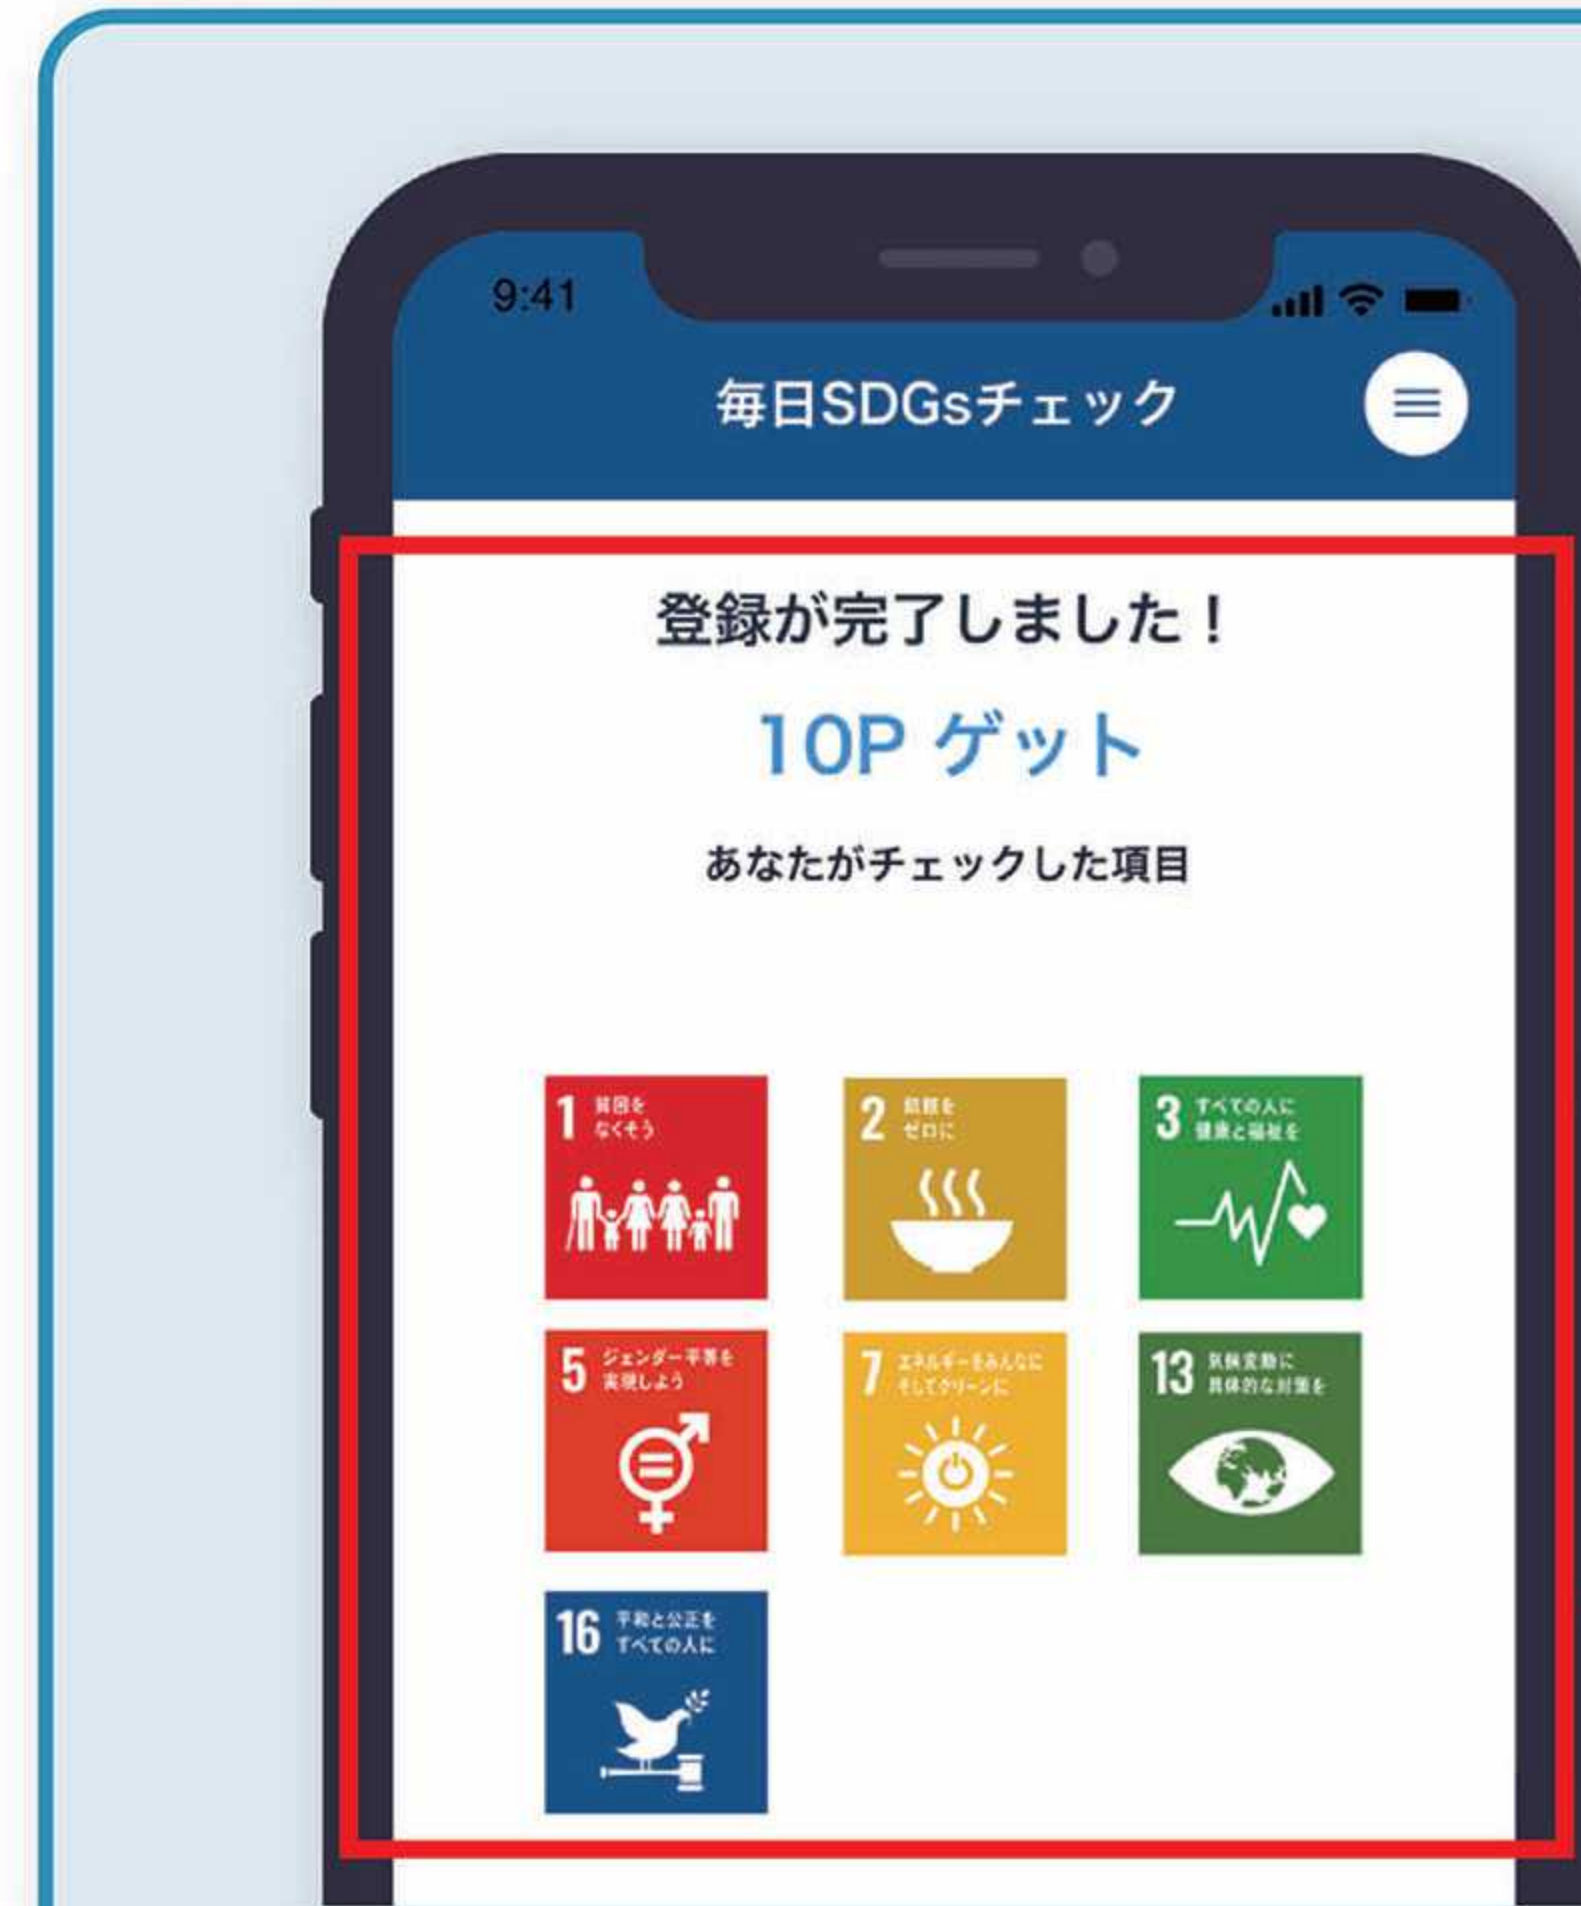 9:41
毎日SDGsチェック
登録が完了しました！
10P ゲット
あなたがチェックした項目
1 貧困を
なくそう
2 飢餓を
ゼロに
3 すべての人に
健康と福祉を
5 ジェンダー平等を
実現しよう
7 エネルギーをみんなに
そしてクリーンに
13 気候変動に
具体的な対策を
16 平和と公正を
すべての人に